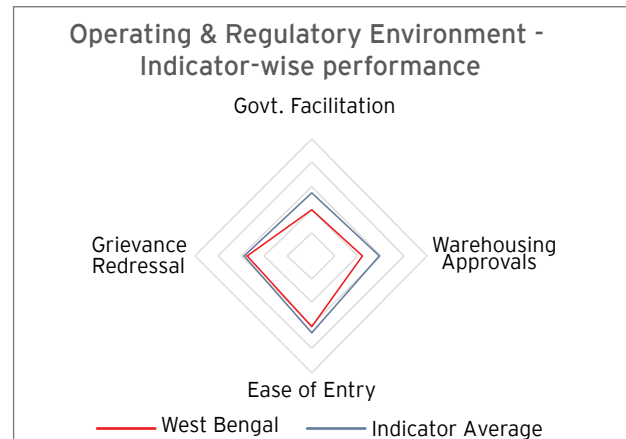 Operating & Regulatory Environment -
Indicator-wise performance
Govt. Facilitation
Grievance
Redressal
Warehousing
Approvals
Ease of Entry
West Bengal
Indicator Average